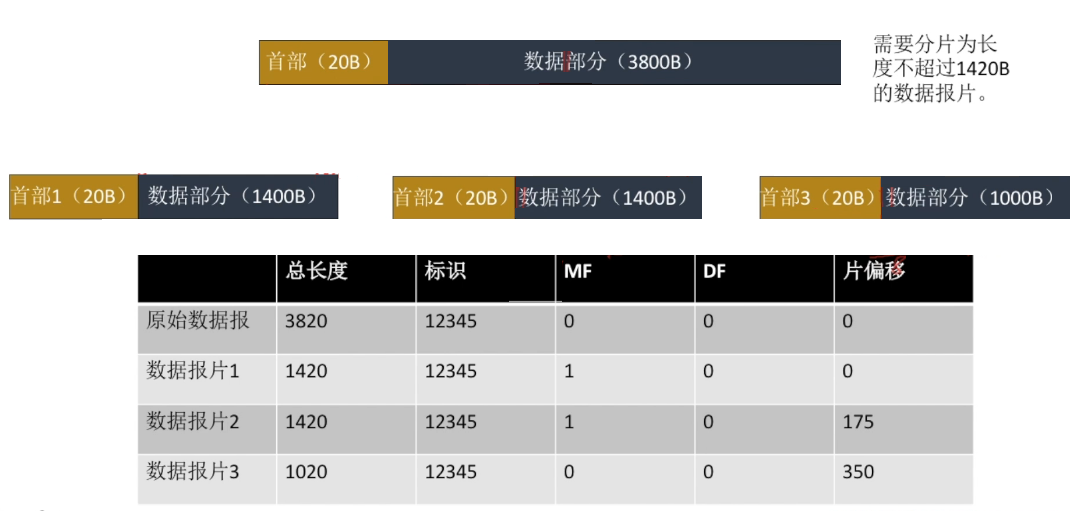 首部（20B） 数据部分（3800B）
需要分片为长
度不超过1420B
的数据报片。
首部1（20B） 数据部分（1400B） 首部2（20B） 数据部分（1400B） 首部3（20B） 数据部分（1000B）
总长度 标识 MF DF 片偏移
原始数据报 3820 12345 0 0 0
数据报片1 1420 12345 1 0 0
数据报片2 1420 12345 1 0 175
数据报片3 1020 12345 0 0 350